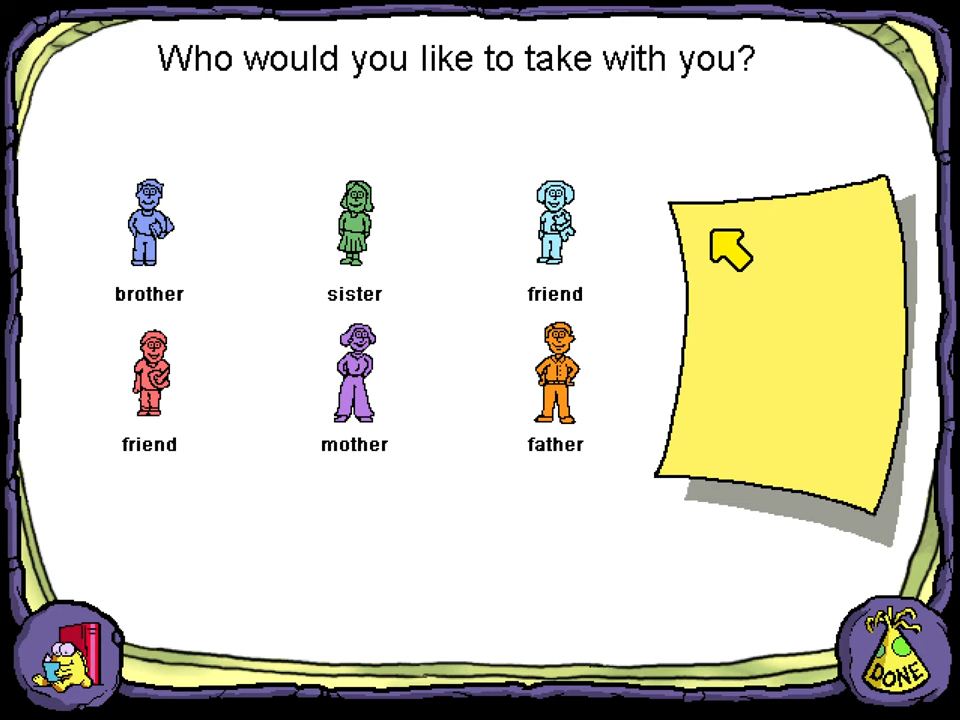 Who would you like to take with you?
brother sister friend
friend mother father
DONE